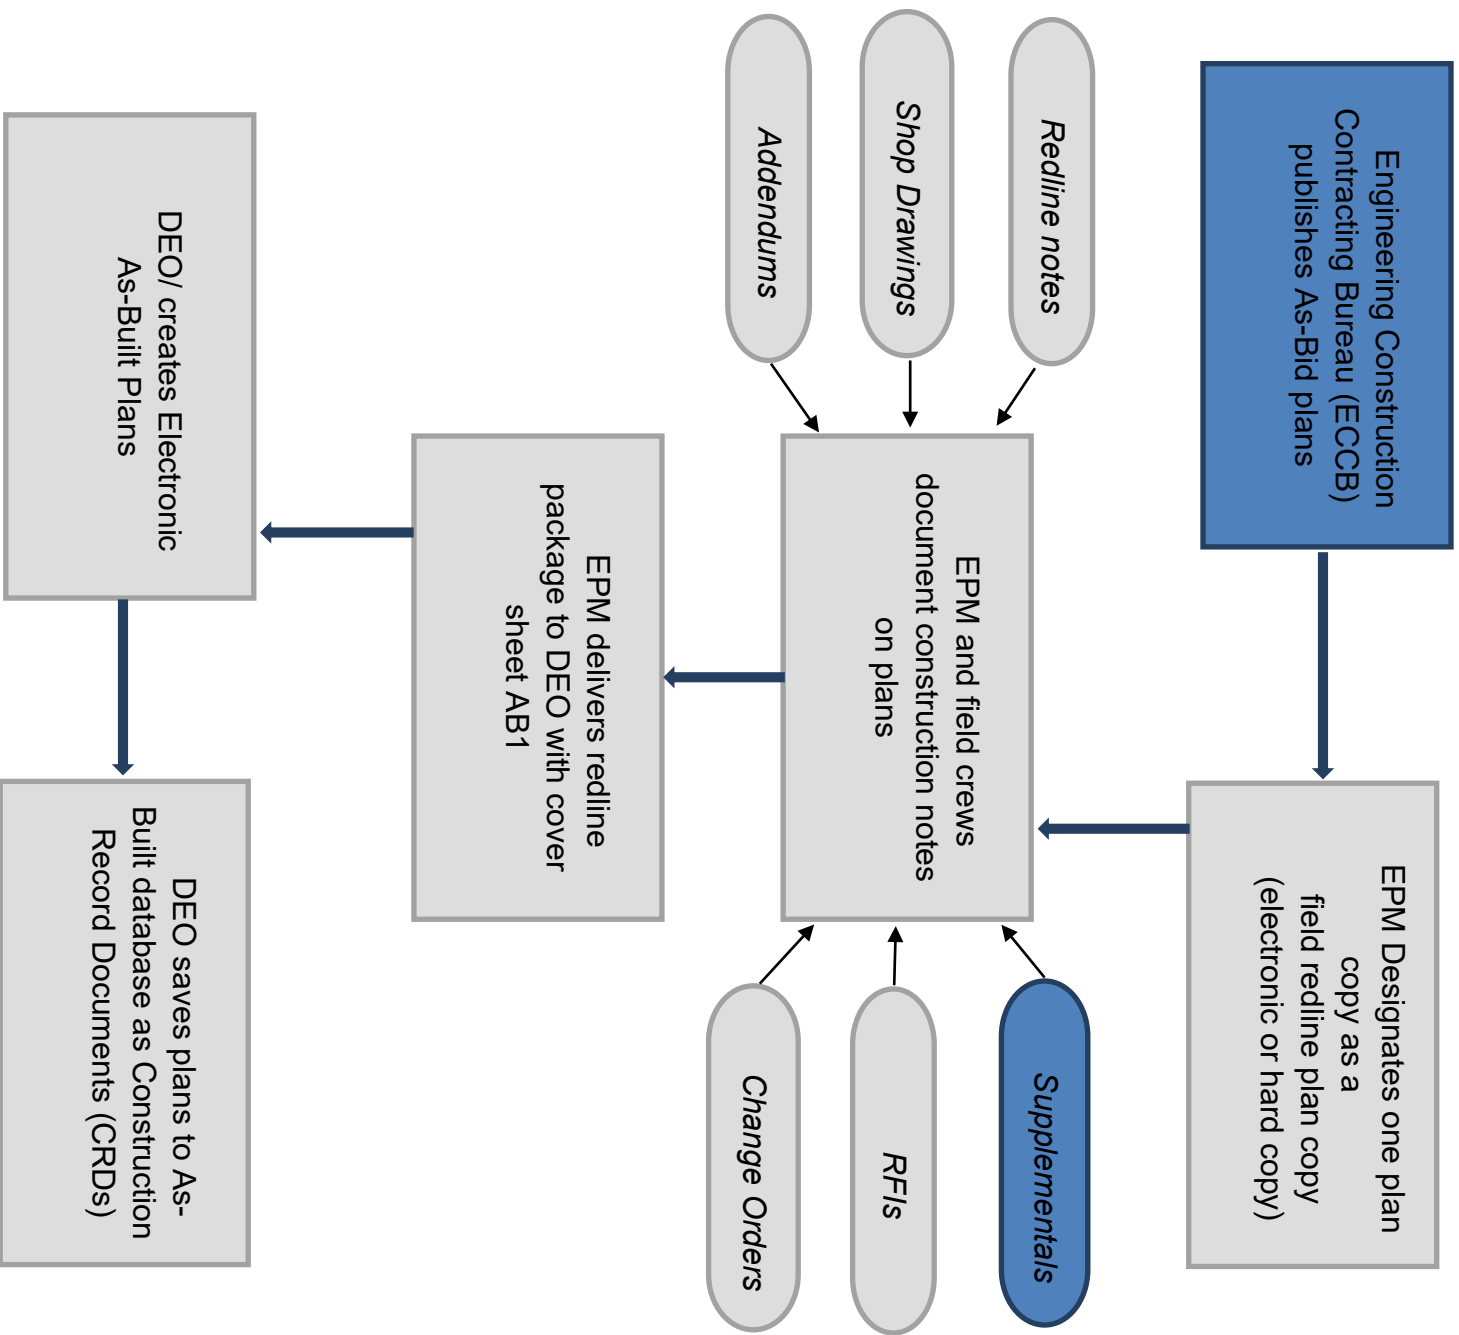 Engineering Construction
Contracting Bureau (ECCB)
publishes As-Bid plans
EPM Designates one plan
copy as a
field redline plan copy
(electronic or hard copy)
Redline notes
Shop Drawings
Addendums
EPM and field crews
document construction notes
on plans
Supplementals
RFIs
Change Orders
EPM delivers redline
package to DEO with cover
sheet AB1
DEO/ creates Electronic
As-Built Plans
DEO saves plans to As-
Built database as Construction
Record Documents (CRDs)